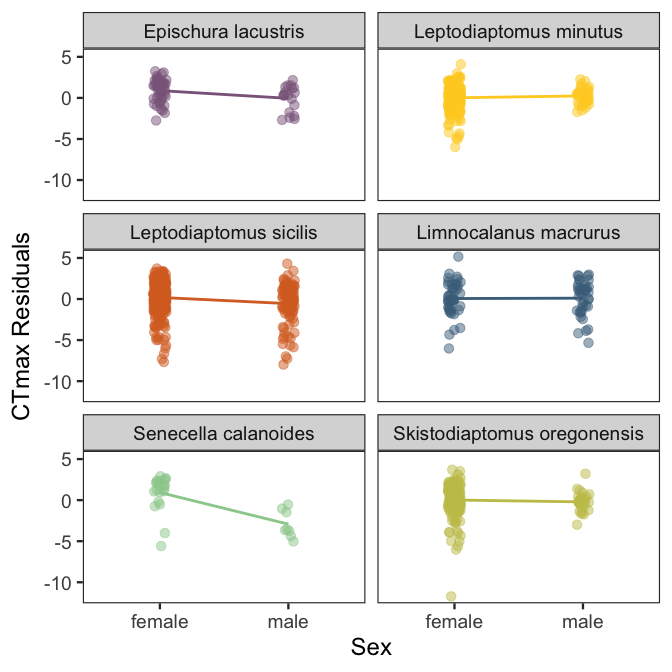 Epischura lacustris
Leptodiaptomus minutus
5
0
-5
-10
Leptodiaptomus sicilis
Limnocalanus macrurus
5
0
-5
-10
CTmax Residuals
Senecella calanoides
Skistodiaptomus oregonensis
5
0
-5
-10
female
male
female
male
Sex